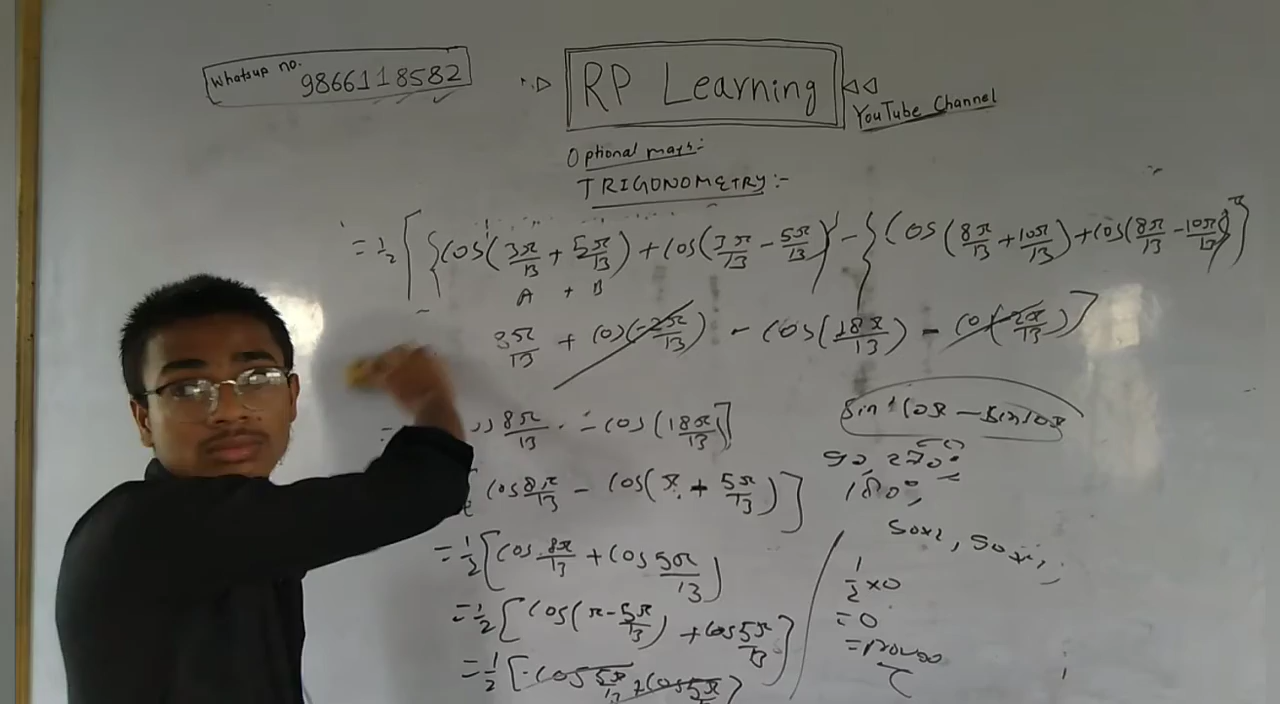 Whatsup no.
9866118582
RP Learning
YouTube Channel
Optional maths:-
TRIGONOMETRY:-
= 1/2 [ { cos(3π/13 + 5π/13) + cos(3π/13 - 5π/13) } - { cos(8π/13 + 10π/13) + cos(8π/13 - 10π/13) } ]
A + B
8π/13 + cos(-2π/13) - cos(18π/13) - cos(-2π/13) ]
= 8π/13 - cos(18π/13) ]
[ cos 8π/13 - cos(π + 5π/13) ]
= 1/2 [ cos 8π/13 + cos 5π/13 ]
= 1/2 [ cos(π - 5π/13) + cos 5π/13 ]
= 1/2 [ -cos 5π/13 + cos 5π/13 ]
90, 270°
180°,
1/2 × 0
= 0